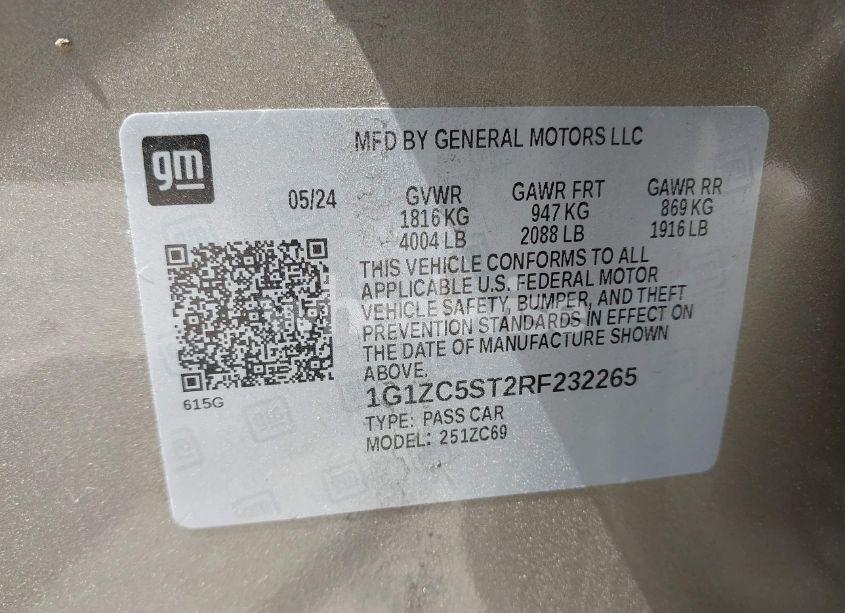 gm
MFD BY GENERAL MOTORS LLC
05/24
GVWR
1816 KG
4004 LB
GAWR FRT
947 KG
2088 LB
GAWR RR
869 KG
1916 LB
THIS VEHICLE CONFORMS TO ALL
APPLICABLE U.S. FEDERAL MOTOR
VEHICLE SAFETY, BUMPER, AND THEFT
PREVENTION STANDARDS IN EFFECT ON
THE DATE OF MANUFACTURE SHOWN
ABOVE.
1G1ZC5ST2RF232265
TYPE: PASS CAR
MODEL: 251ZC69
615G